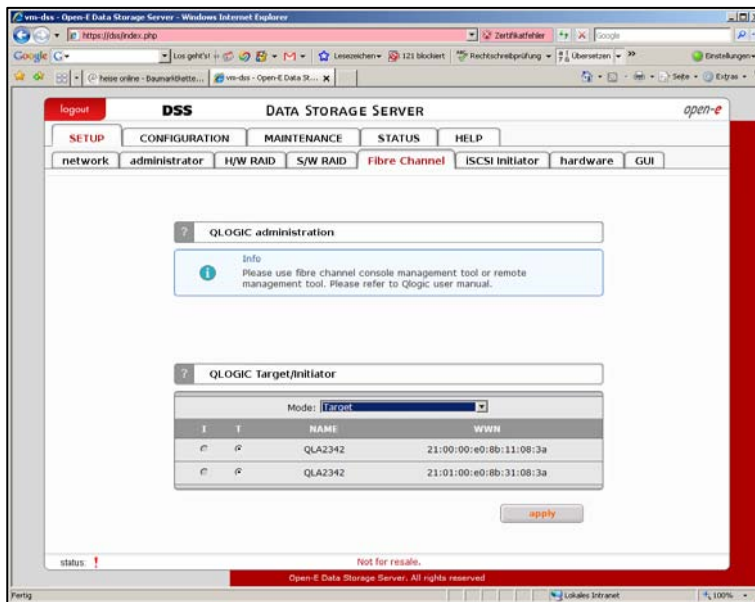 vm-dss - Open-E Data Storage Server - Windows Internet Explorer
https://dss/index.php
Zertifikatfehler
Google
Google
Los geht's!
Lesezeichen
121 blockiert
Rechtschreibprüfung
Übersetzen
Einstellungen
heise online - Baumarktkette...
vm-dss - Open-E Data St...
Seite
Extras
logout
DSS
DATA STORAGE SERVER
open-e
SETUP
CONFIGURATION
MAINTENANCE
STATUS
HELP
network
administrator
H/W RAID
S/W RAID
Fibre Channel
iSCSI Initiator
hardware
GUI
? QLOGIC administration
Info
Please use fibre channel console management tool or remote
management tool. Please refer to Qlogic user manual.
? QLOGIC Target/Initiator
Mode: Target
I T NAME WWN
QLA2342 21:00:00:e0:8b:11:08:3a
QLA2342 21:01:00:e0:8b:31:08:3a
apply
status: !
Not for resale.
Open-E Data Storage Server. All rights reserved
Fertig
Lokales Intranet
100%